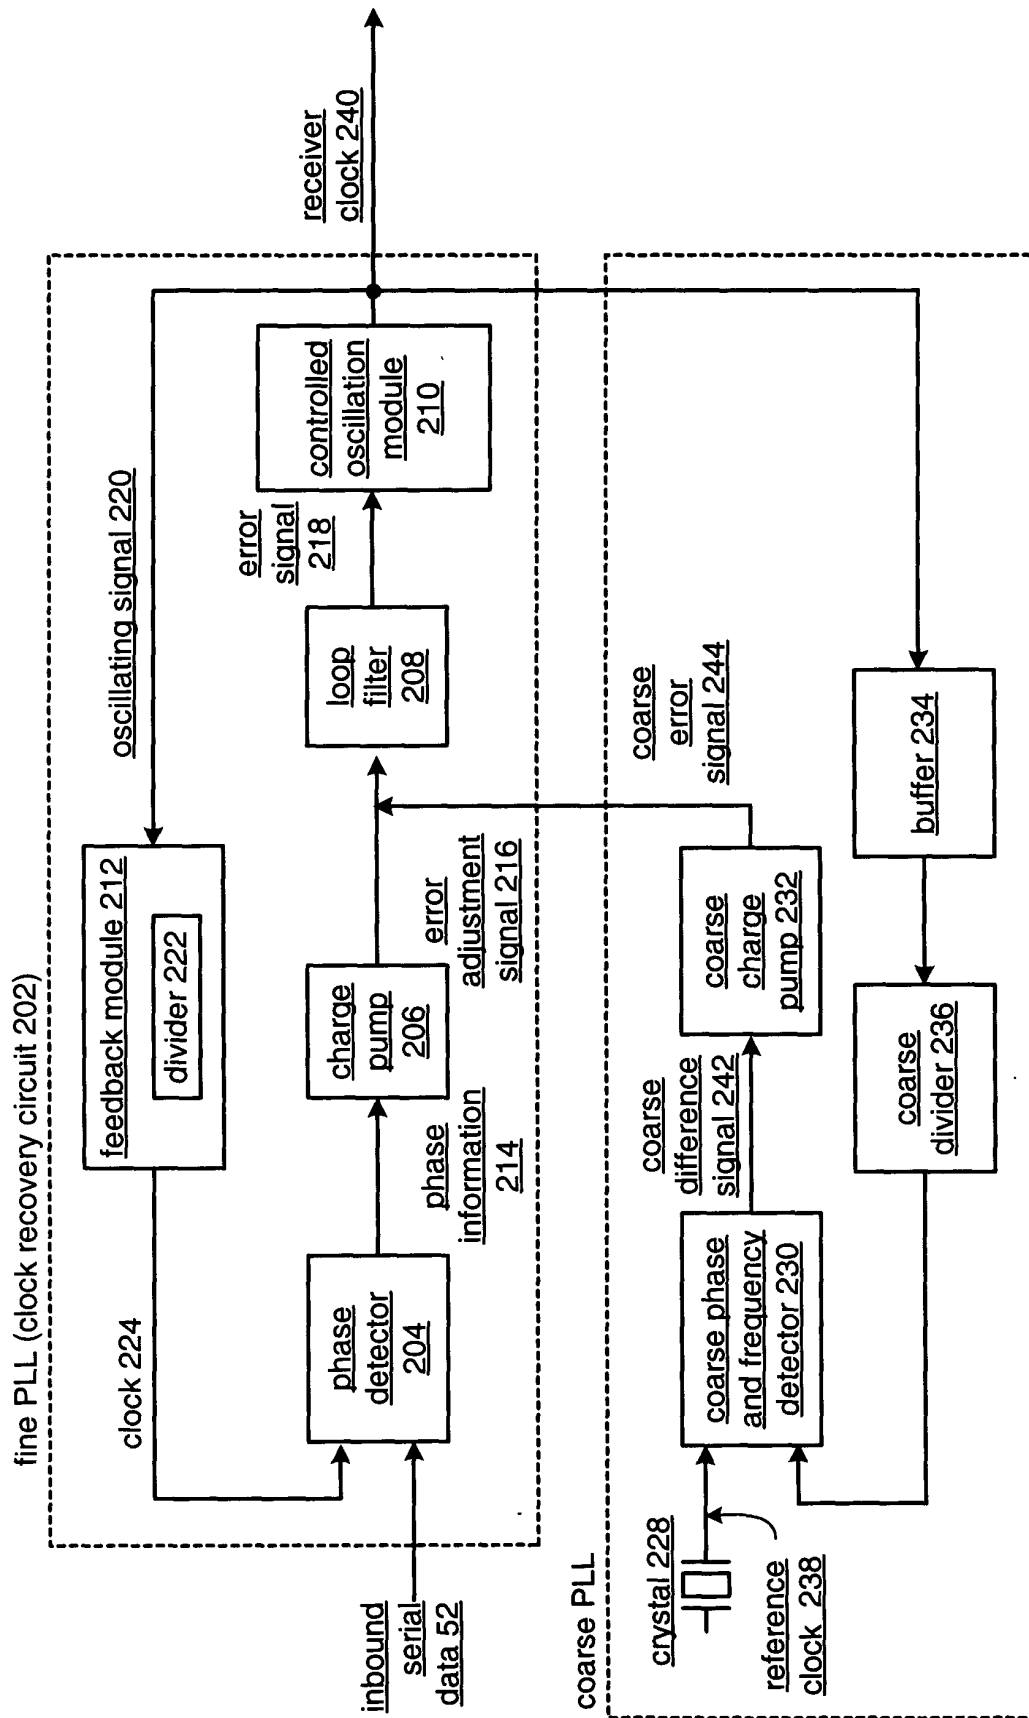 fine PLL (clock recovery circuit 202)
clock 224
feedback module 212
divider 222
oscillating signal 220
inbound
serial
data 52
phase
detector
204
phase
information
214
charge
pump
206
error
adjustment
signal 216
loop
filter
208
error
signal
218
controlled
oscillation
module
210
receiver
clock 240
coarse PLL
crystal 228
reference
clock 238
coarse phase
and frequency
detector 230
coarse
difference
signal 242
coarse
charge
pump 232
coarse
error
signal 244
coarse
divider 236
buffer 234